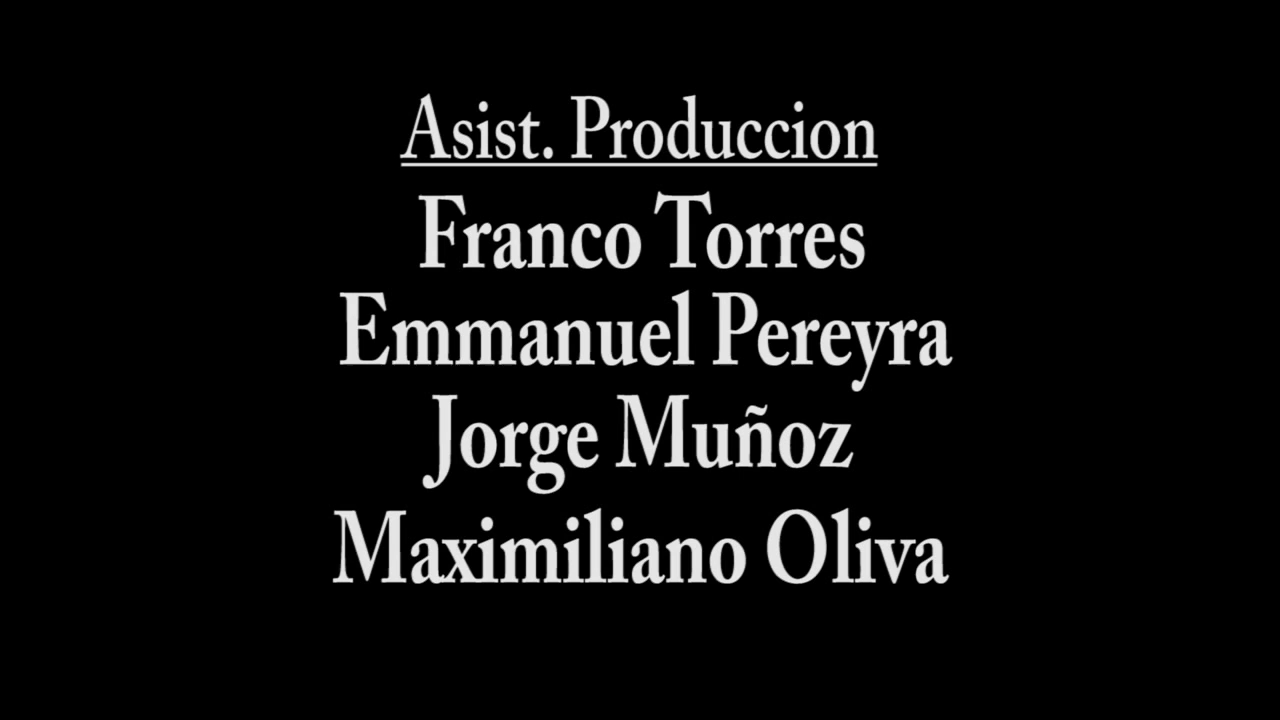 Asist. Produccion
Franco Torres
Emmanuel Pereyra
Jorge Muñoz
Maximiliano Oliva